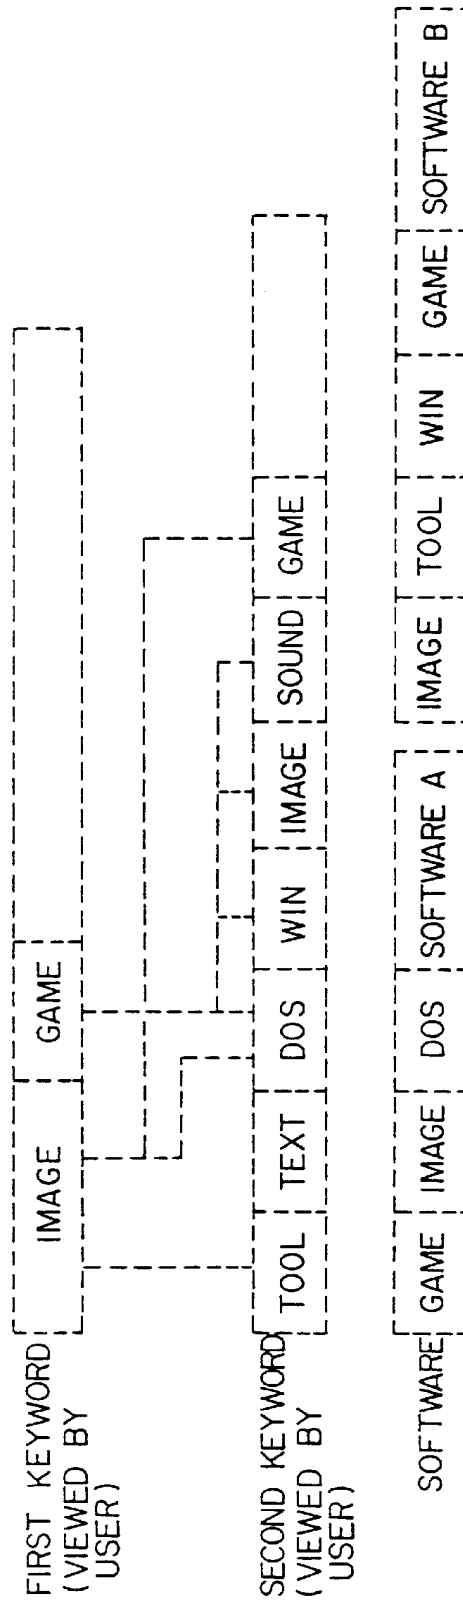 FIRST KEYWORD
(VIEWED BY
USER)
IMAGE
GAME
SECOND KEYWORD
(VIEWED BY
USER)
TOOL
TEXT
DOS
WIN
IMAGE
SOUND
GAME
SOFTWARE
GAME
IMAGE
DOS
SOFTWARE A
IMAGE
TOOL
WIN
GAME
SOFTWARE B